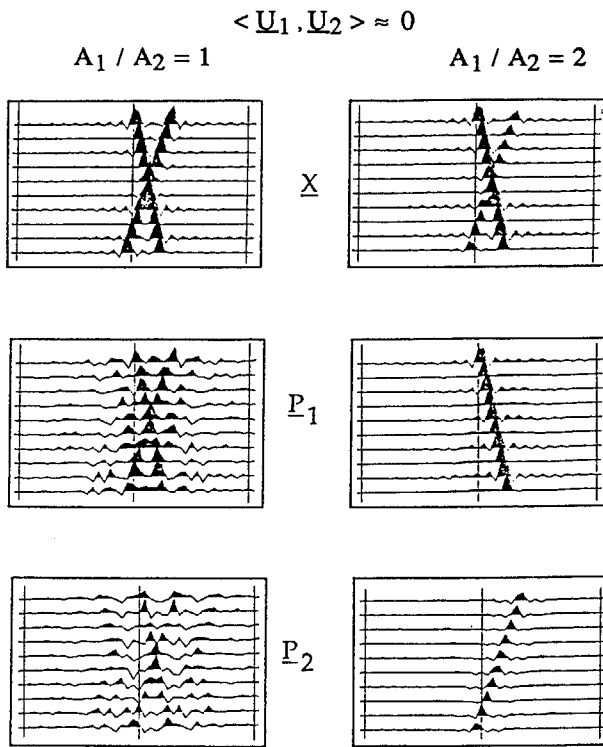 < U1 , U2 > ≈ 0
A1 / A2 = 1
A1 / A2 = 2
X
P1
P2